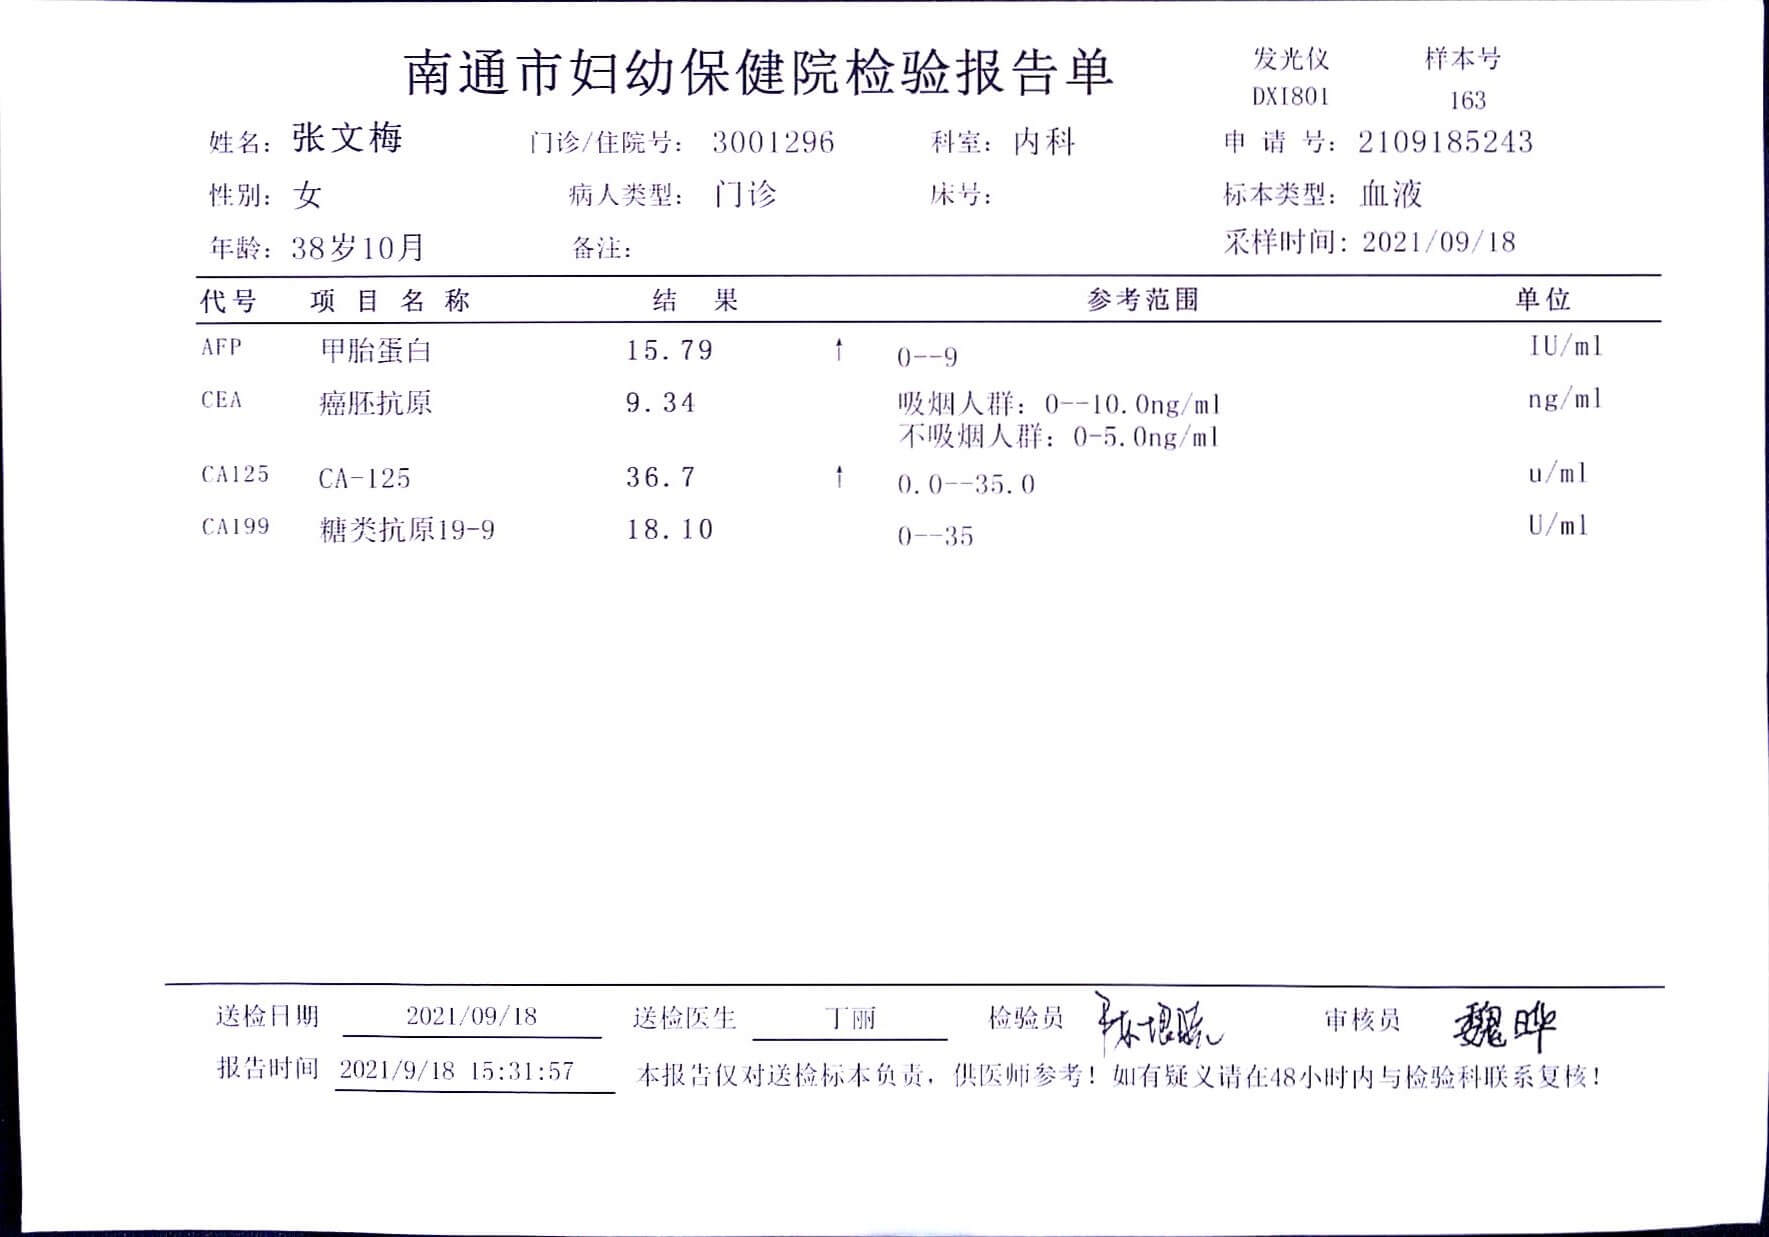 南通市妇幼保健院检验报告单
发光仪 样本号
DXI801 163
姓名: 张文梅 门诊/住院号: 3001296 科室: 内科 申 请 号: 2109185243
性别: 女 病人类型: 门诊 床号: 标本类型: 血液
年龄: 38岁10月 备注: 采样时间: 2021/09/18
代号 项 目 名 称 结 果 参考范围 单位
AFP 甲胎蛋白 15.79 ↑ 0--9 IU/ml
CEA 癌胚抗原 9.34 吸烟人群: 0--10.0ng/ml ng/ml
不吸烟人群: 0-5.0ng/ml
CA125 CA-125 36.7 ↑ 0.0--35.0 u/ml
CA199 糖类抗原19-9 18.10 0--35 U/ml
送检日期 2021/09/18 送检医生 丁丽 检验员 审核员 魏晔
报告时间 2021/9/18 15:31:57 本报告仅对送检标本负责, 供医师参考! 如有疑义请在48小时内与检验科联系复核!